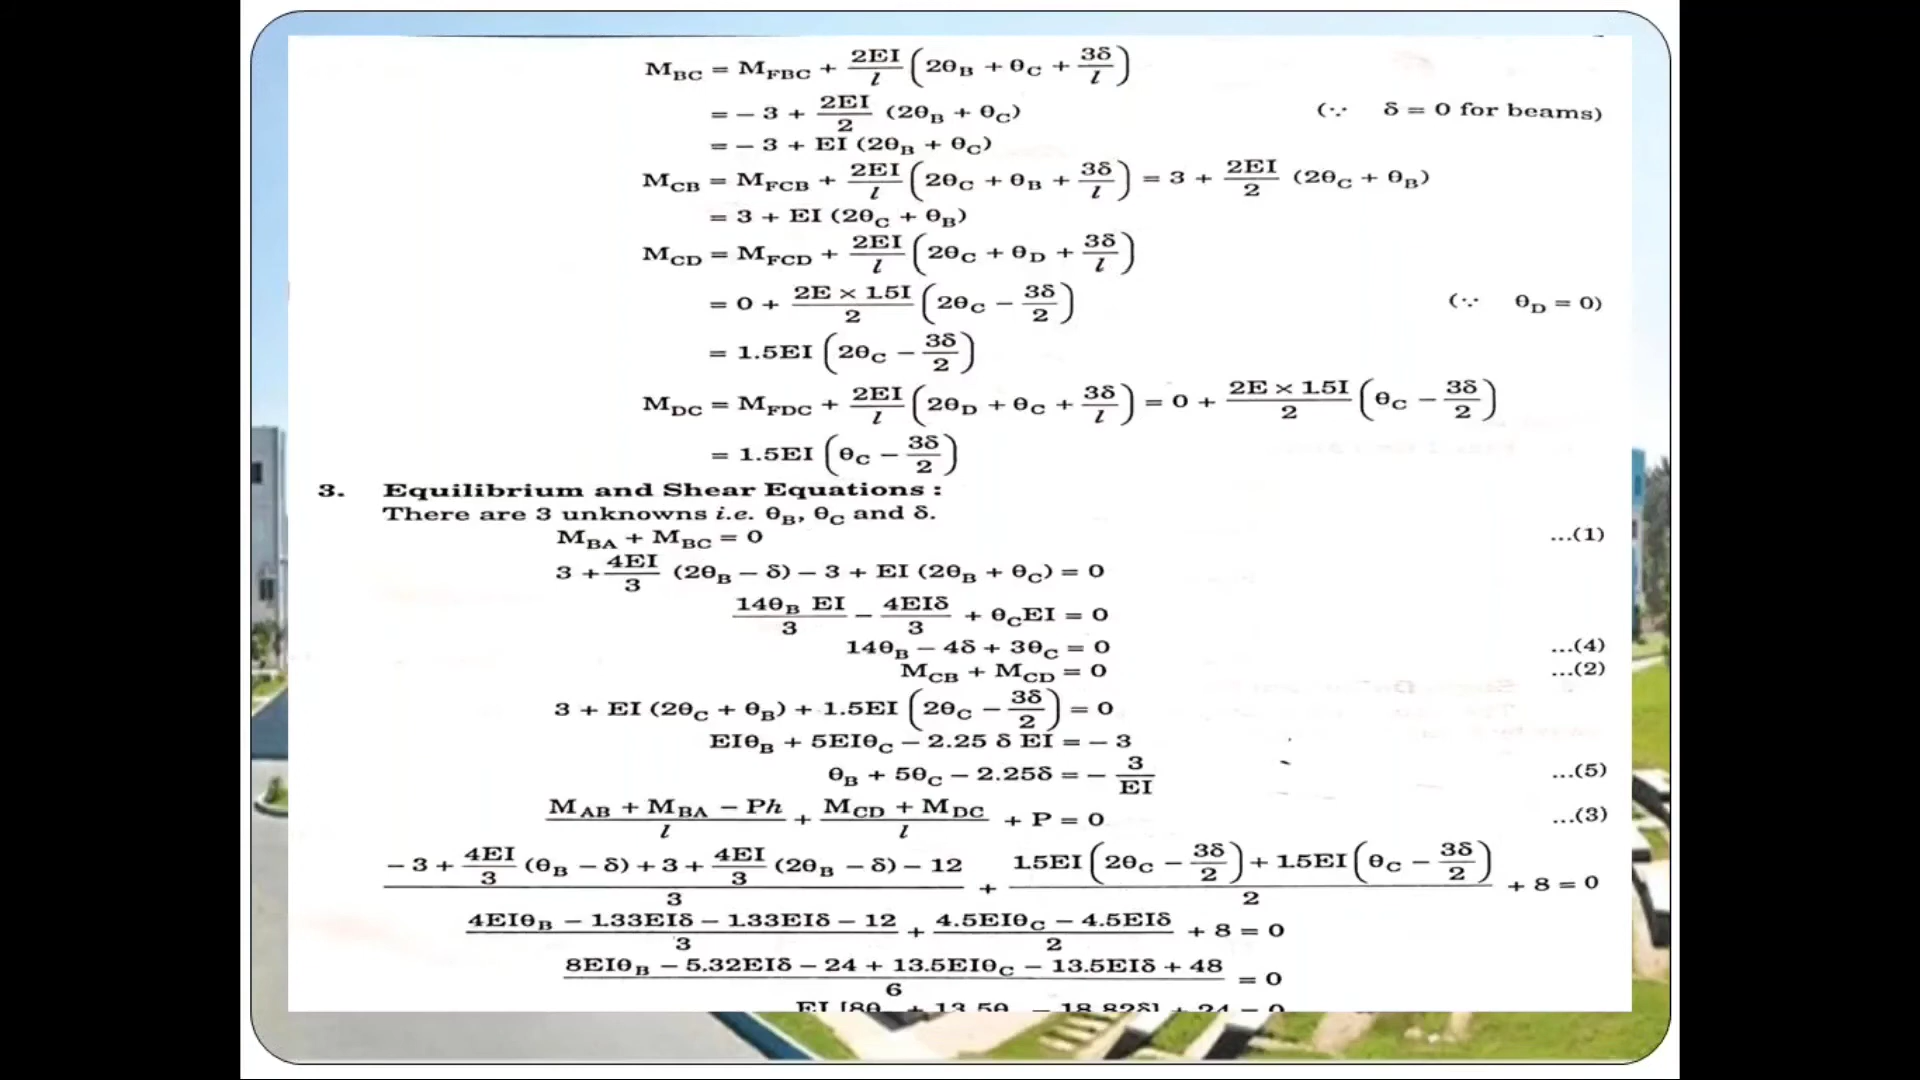 M_BC = M_FBC + 2EI/l (2θ_B + θ_C + 3δ/l)
= – 3 + 2EI/2 (2θ_B + θ_C) (∵ δ = 0 for beams)
= – 3 + EI (2θ_B + θ_C)
M_CB = M_FCB + 2EI/l (2θ_C + θ_B + 3δ/l) = 3 + 2EI/2 (2θ_C + θ_B)
= 3 + EI (2θ_C + θ_B)
M_CD = M_FCD + 2EI/l (2θ_C + θ_D + 3δ/l)
= 0 + 2E × 1.5I/2 (2θ_C – 3δ/2) (∵ θ_D = 0)
= 1.5EI (2θ_C – 3δ/2)
M_DC = M_FDC + 2EI/l (2θ_D + θ_C + 3δ/l) = 0 + 2E × 1.5I/2 (θ_C – 3δ/2)
= 1.5EI (θ_C – 3δ/2)
3. Equilibrium and Shear Equations :
There are 3 unknowns i.e. θ_B, θ_C and δ.
M_BA + M_BC = 0 ...(1)
3 + 4EI/3 (2θ_B – δ) – 3 + EI (2θ_B + θ_C) = 0
14θ_B EI/3 – 4EIδ/3 + θ_C EI = 0
14θ_B – 4δ + 3θ_C = 0 ...(4)
M_CB + M_CD = 0 ...(2)
3 + EI (2θ_C + θ_B) + 1.5EI (2θ_C – 3δ/2) = 0
EIθ_B + 5EIθ_C – 2.25 δ EI = – 3
θ_B + 5θ_C – 2.25δ = – 3/EI ...(5)
M_AB + M_BA – Ph/l + M_CD + M_DC/l + P = 0 ...(3)
– 3 + 4EI/3 (θ_B – δ) + 3 + 4EI/3 (2θ_B – δ) – 12/3 + 1.5EI (2θ_C – 3δ/2) + 1.5EI (θ_C – 3δ/2)/2 + 8 = 0
4EIθ_B – 1.33EIδ – 1.33EIδ – 12/3 + 4.5EIθ_C – 4.5EIδ/2 + 8 = 0
8EIθ_B – 5.32EIδ – 24 + 13.5EIθ_C – 13.5EIδ + 48/6 = 0
EI [8θ + 13.5θ – 18.82δ] + 24 = 0